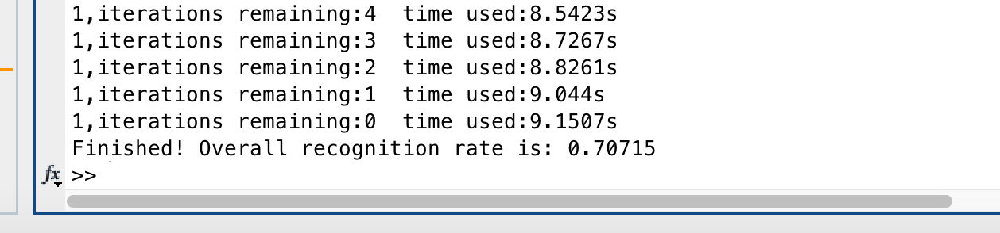 1,iterations remaining:4  time used:8.5423s
1,iterations remaining:3  time used:8.7267s
1,iterations remaining:2  time used:8.8261s
1,iterations remaining:1  time used:9.044s
1,iterations remaining:0  time used:9.1507s
Finished! Overall recognition rate is: 0.70715
fx >>